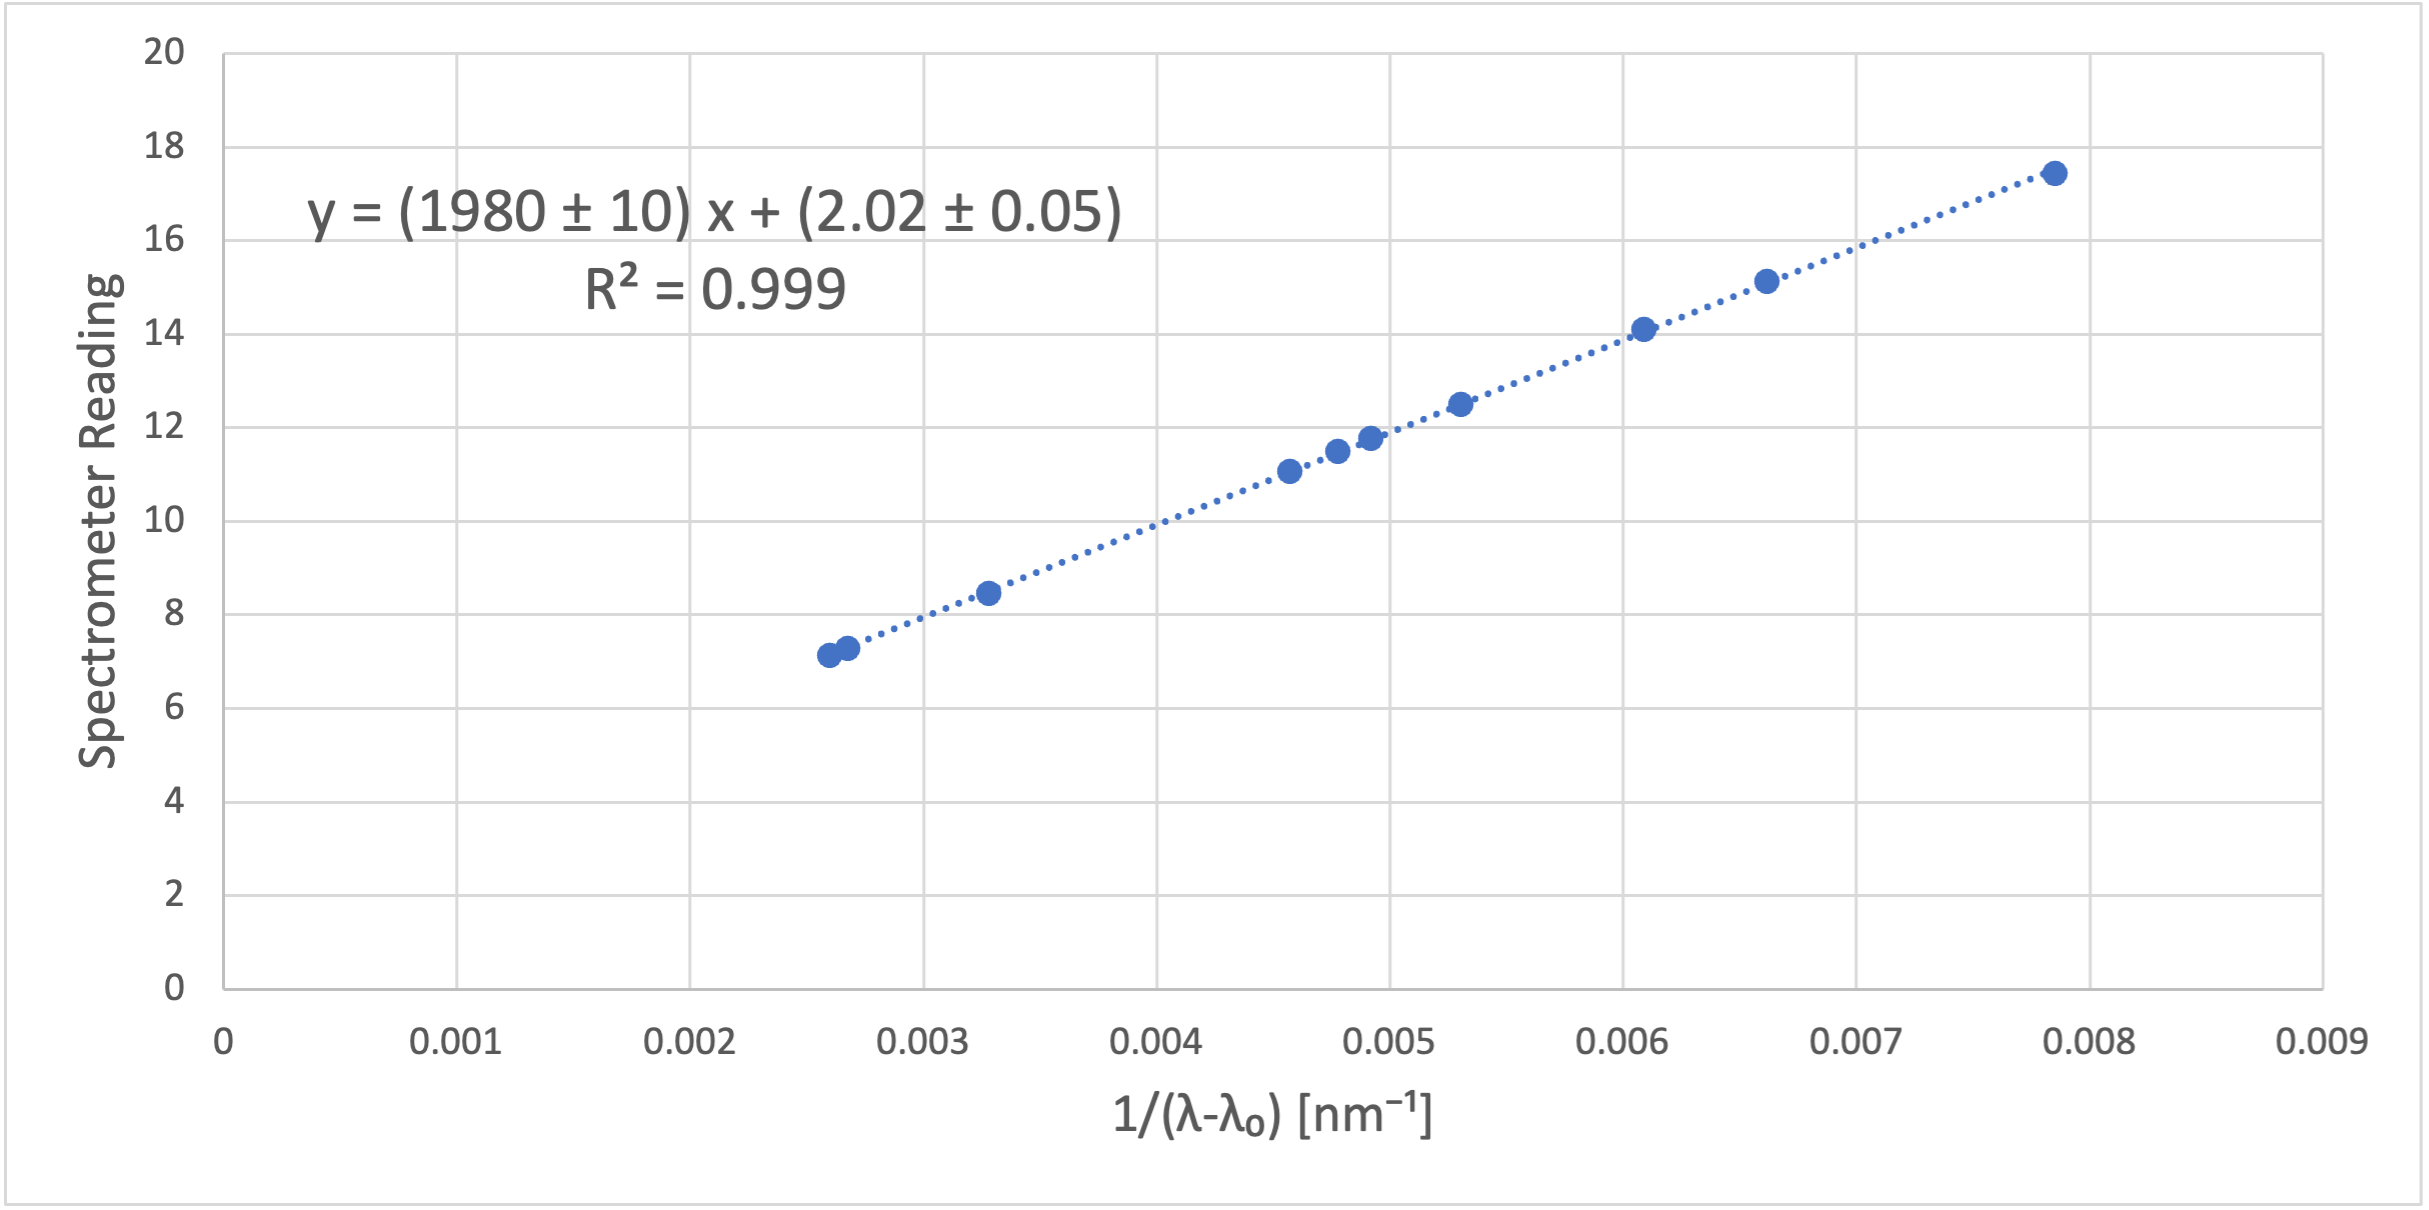 20
18
16
14
12
10
8
6
4
2
0
y = (1980 ± 10) x + (2.02 ± 0.05)
R² = 0.999
Spectrometer Reading
0 0.001 0.002 0.003 0.004 0.005 0.006 0.007 0.008 0.009
1/(λ-λ₀) [nm⁻¹]